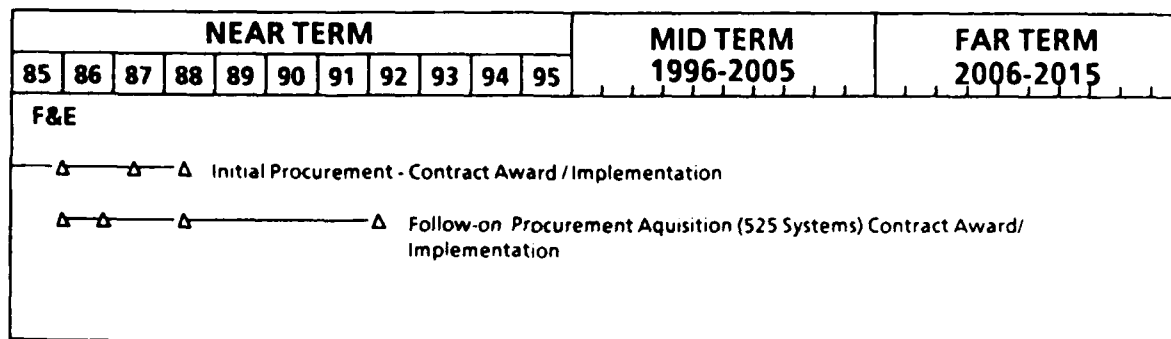 NEAR TERM MID TERM FAR TERM
85 86 87 88 89 90 91 92 93 94 95 1996-2005 2006-2015
F&E
Initial Procurement - Contract Award / Implementation
Follow-on Procurement Aquisition (525 Systems) Contract Award/
Implementation